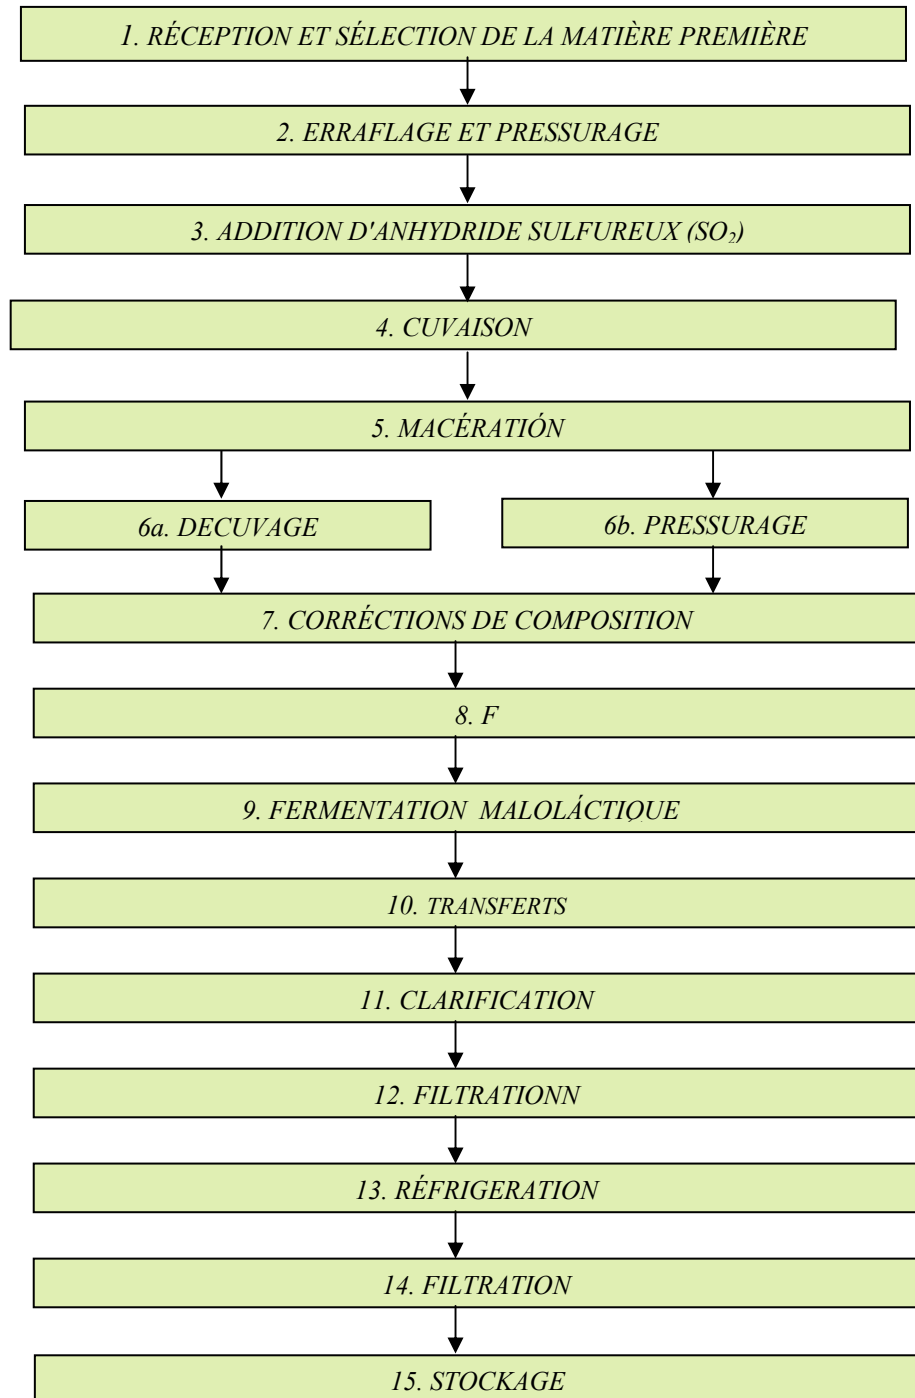 1. RÉCEPTION ET SÉLECTION DE LA MATIÈRE PREMIÈRE
2. ERRAFLAGE ET PRESSURAGE
3. ADDITION D'ANHYDRIDE SULFUREUX (SO₂)
4. CUVAISON
5. MACÉRATIÓN
6a. DECUVAGE
6b. PRESSURAGE
7. CORRÉCTIONS DE COMPOSITION
8. F
9. FERMENTATION MALOLÁCTIQUE
10. TRANSFERTS
11. CLARIFICATION
12. FILTRATIONN
13. RÉFRIGERATION
14. FILTRATION
15. STOCKAGE